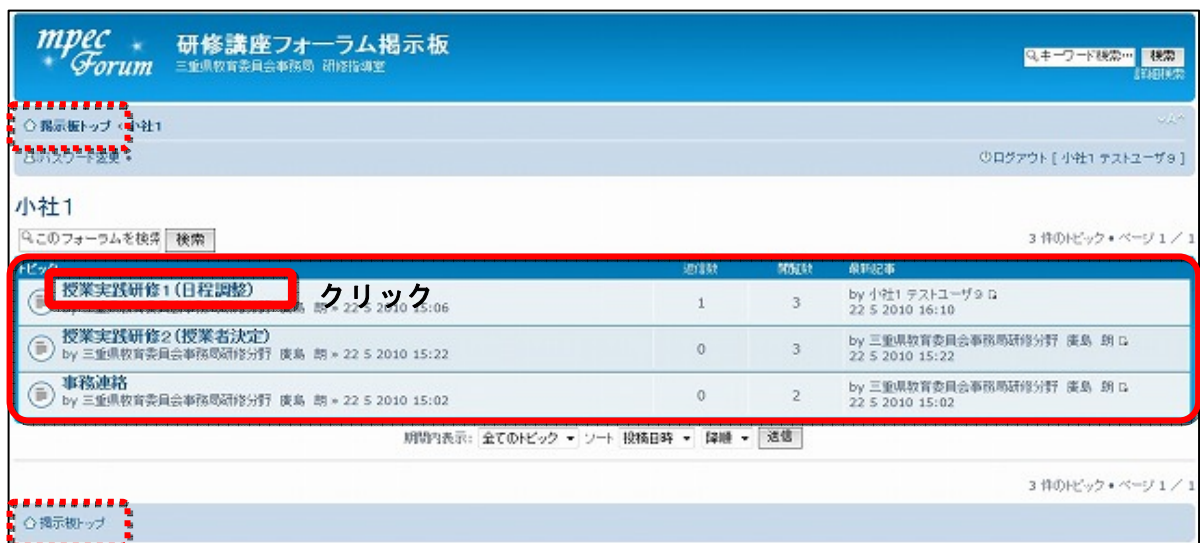 mpec Forum
研修講座フォーラム掲示板
三重県教育委員会事務局 研修指導室
キーワード検索… 検索
詳細検索
掲示板トップ ‹ 小社1
パスワード変更
ログアウト [ 小社1 テストユーザ9 ]
小社1
このフォーラムを検索 検索
3 件のトピック • ページ 1 / 1
トピック 返信数 閲覧数 最新記事
授業実践研修1(日程調整) クリック
朗 » 22 5 2010 15:06 1 3 by 小社1 テストユーザ9
22 5 2010 16:10
授業実践研修2(授業者決定)
by 三重県教育委員会事務局研修分野 廣島 朗 » 22 5 2010 15:22 0 3 by 三重県教育委員会事務局研修分野 廣島 朗
22 5 2010 15:22
事務連絡
by 三重県教育委員会事務局研修分野 廣島 朗 » 22 5 2010 15:02 0 2 by 三重県教育委員会事務局研修分野 廣島 朗
22 5 2010 15:02
期間内表示: 全てのトピック ソート 投稿日時 降順 送信
3 件のトピック • ページ 1 / 1
掲示板トップ